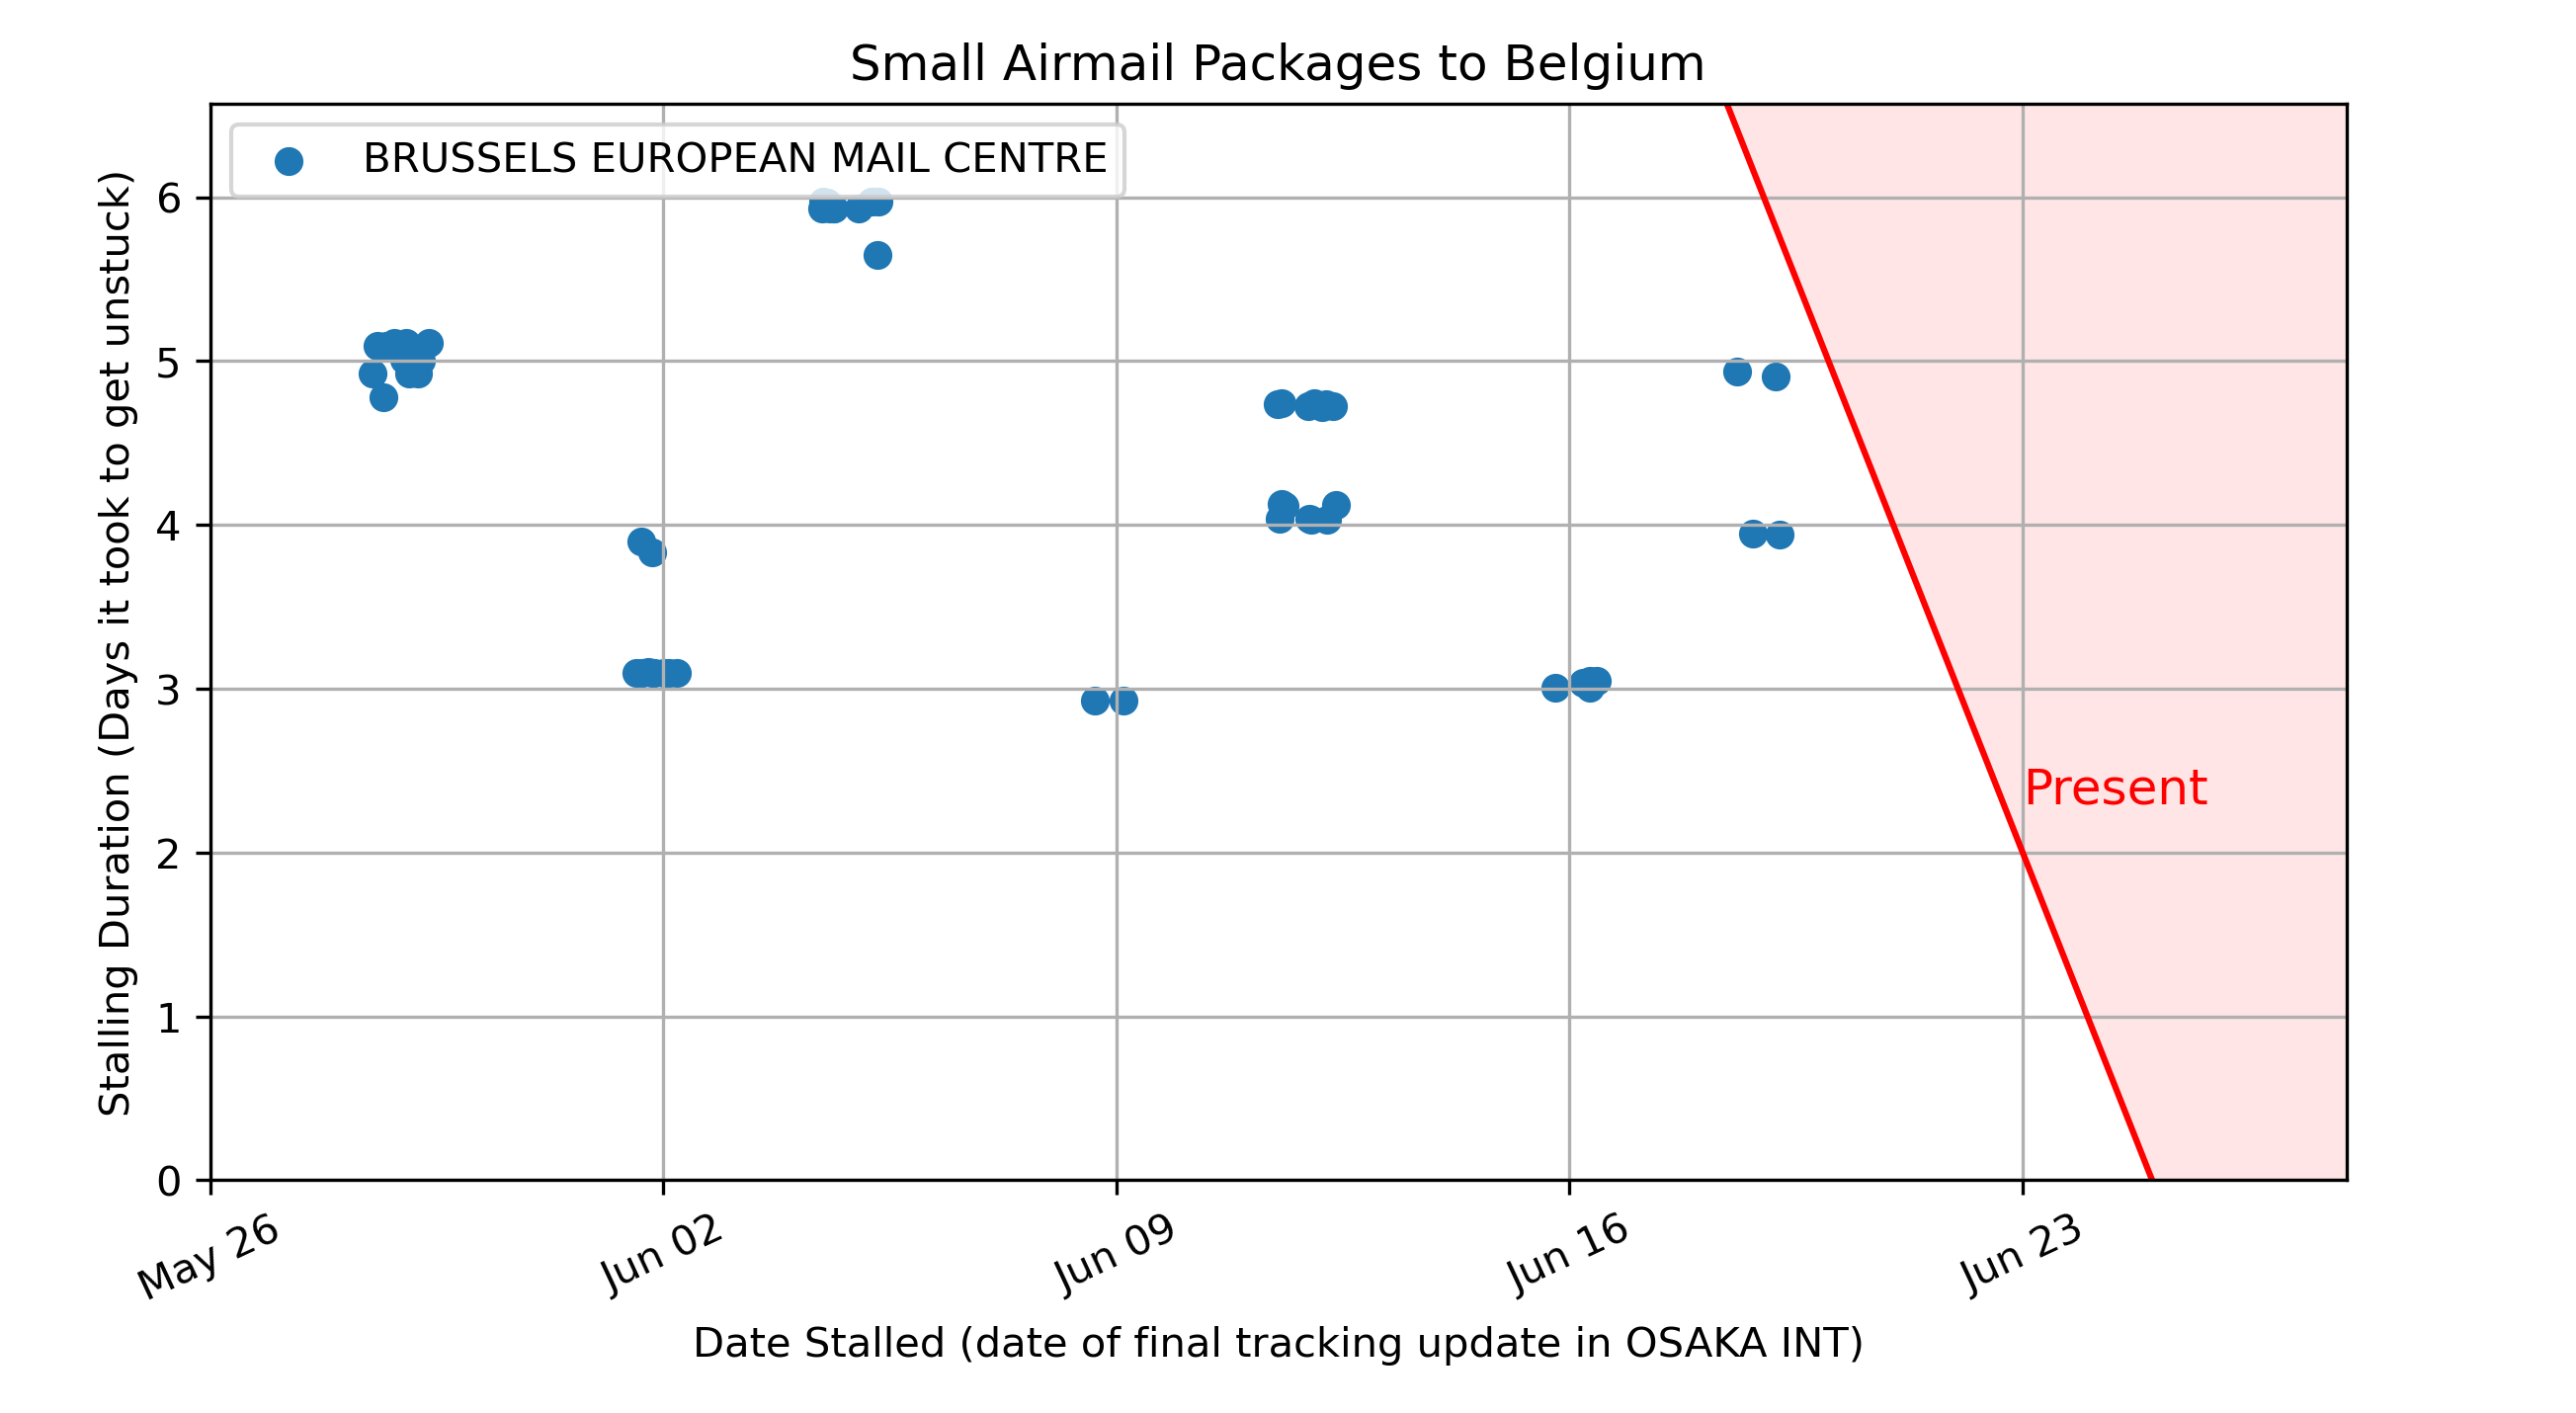 Small Airmail Packages to Belgium
BRUSSELS EUROPEAN MAIL CENTRE
Stalling Duration (Days it took to get unstuck)
6
5
4
3
2
1
0
Present
May 26
Jun 02
Jun 09
Jun 16
Jun 23
Date Stalled (date of final tracking update in OSAKA INT)